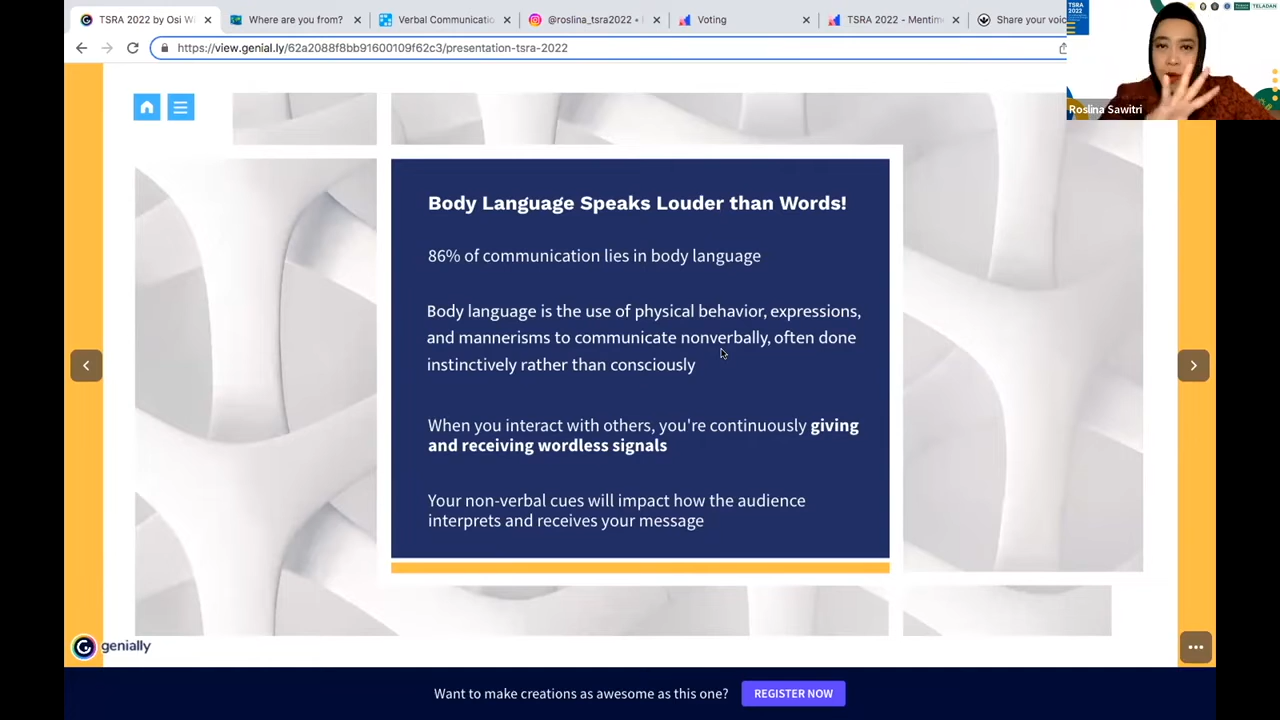 TSRA 2022 by Osi Wi
Where are you from?
Verbal Communicatio
@roslina_tsra2022 •
Voting
TSRA 2022 - Mentim
Share your voi
https://view.genial.ly/62a2088f8bb91600109f62c3/presentation-tsra-2022
TSRA
2022
TELADAN
Roslina Sawitri
Body Language Speaks Louder than Words!
86% of communication lies in body language
Body language is the use of physical behavior, expressions,
and mannerisms to communicate nonverbally, often done
instinctively rather than consciously
When you interact with others, you're continuously giving
and receiving wordless signals
Your non-verbal cues will impact how the audience
interprets and receives your message
genially
Want to make creations as awesome as this one?
REGISTER NOW